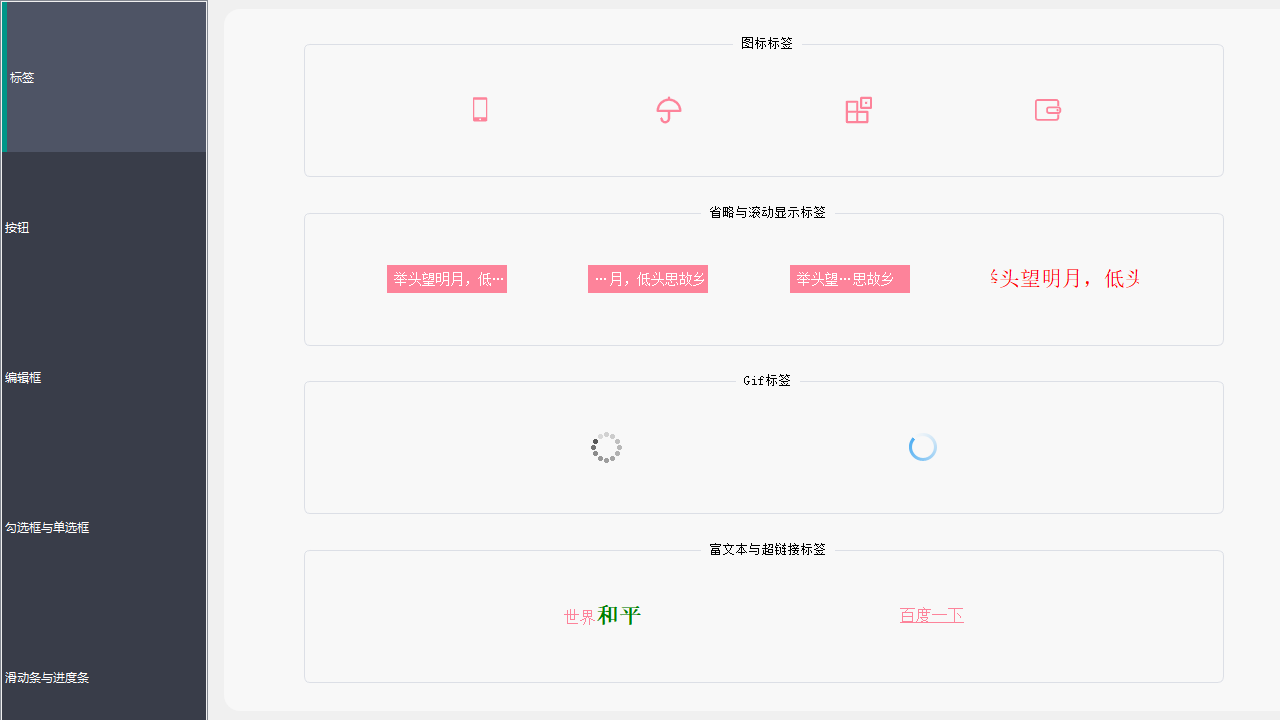 标签
按钮
编辑框
勾选框与单选框
滑动条与进度条
图标标签
省略与滚动显示标签
举头望明月，低…
…月，低头思故乡
举头望…思故乡
举头望明月，低头
Gif标签
富文本与超链接标签
世界和平
百度一下